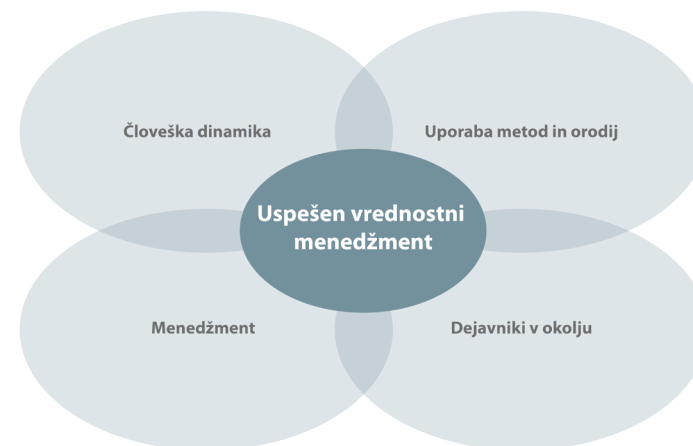 Človeška dinamika
Uporaba metod in orodij
Uspešen vrednostni
menedžment
Menedžment
Dejavniki v okolju